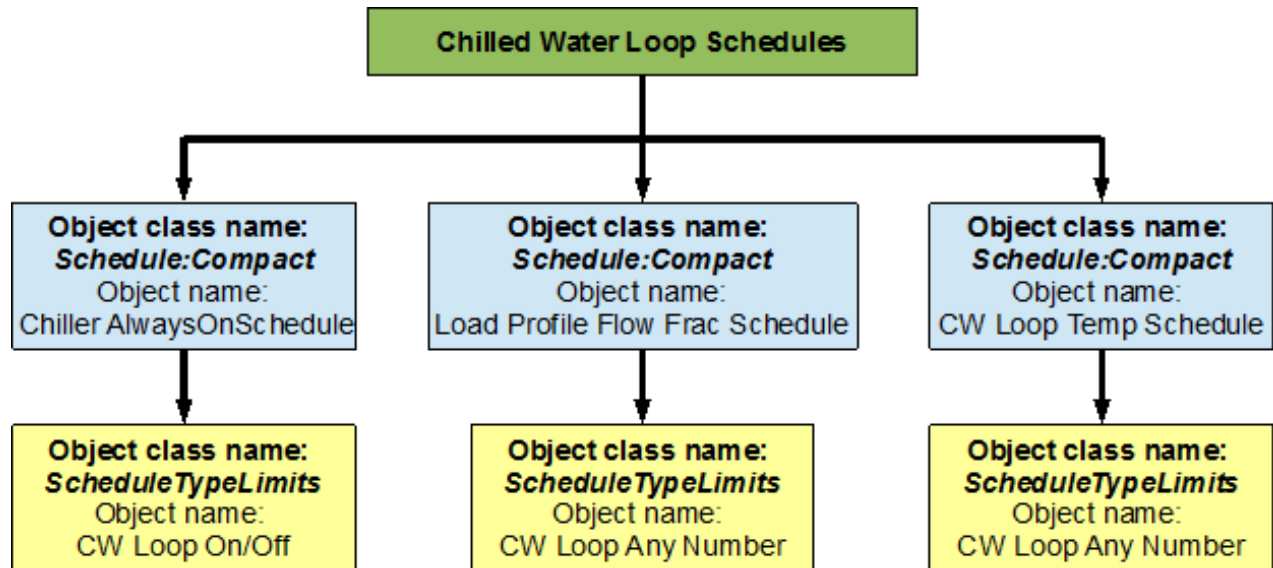 Chilled Water Loop Schedules
Object class name:
Schedule:Compact
Object name:
Chiller AlwaysOnSchedule
Object class name:
Schedule:Compact
Object name:
Load Profile Flow Frac Schedule
Object class name:
Schedule:Compact
Object name:
CW Loop Temp Schedule
Object class name:
ScheduleTypeLimits
Object name:
CW Loop On/Off
Object class name:
ScheduleTypeLimits
Object name:
CW Loop Any Number
Object class name:
ScheduleTypeLimits
Object name:
CW Loop Any Number